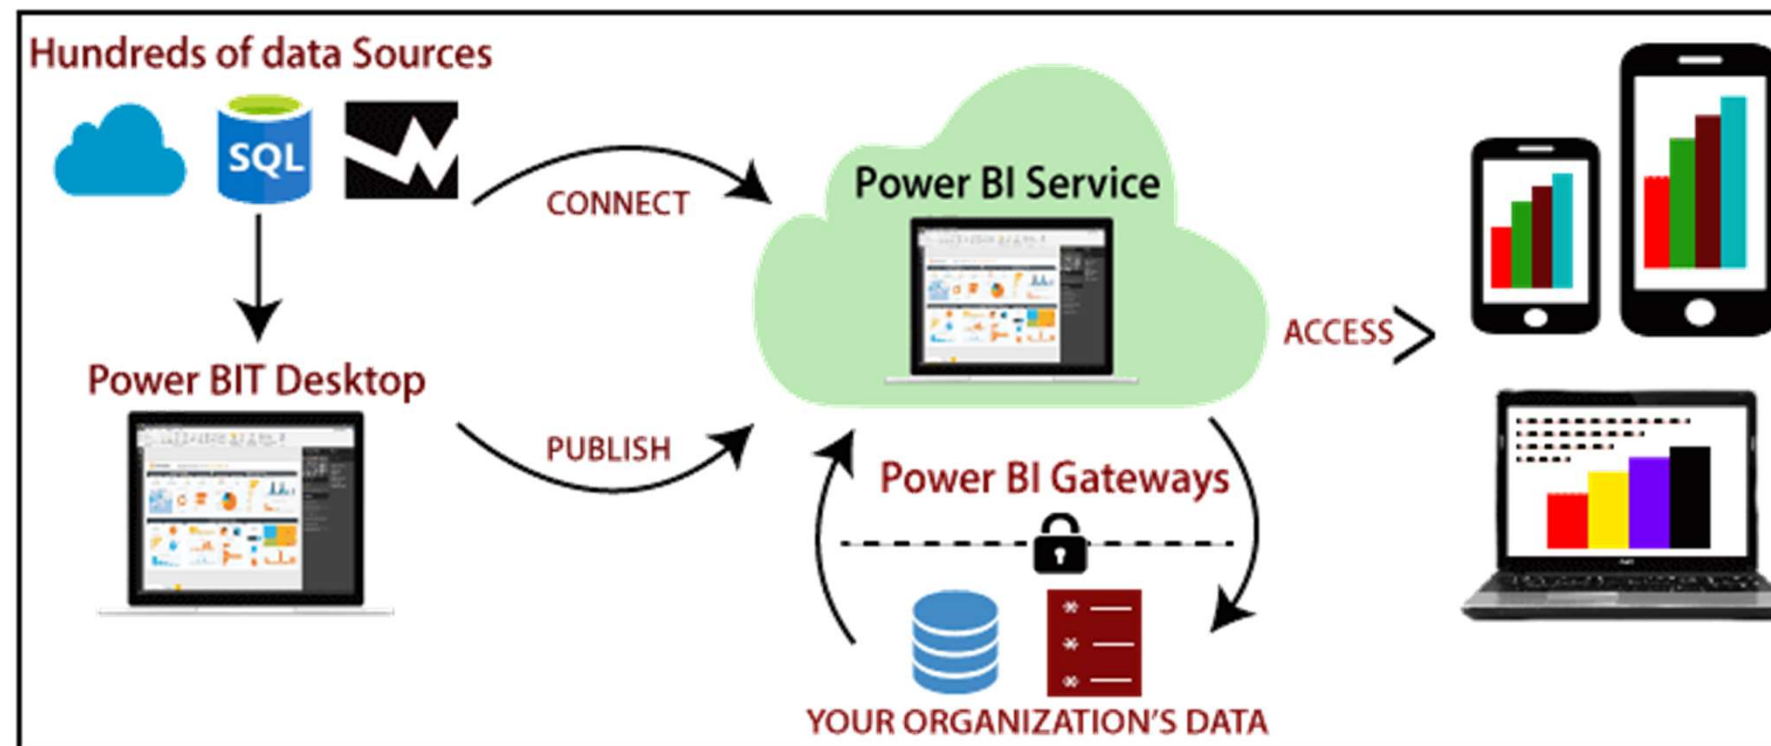 Hundreds of data Sources
SQL
CONNECT
Power BI Service
ACCESS
Power BIT Desktop
PUBLISH
Power BI Gateways
YOUR ORGANIZATION'S DATA